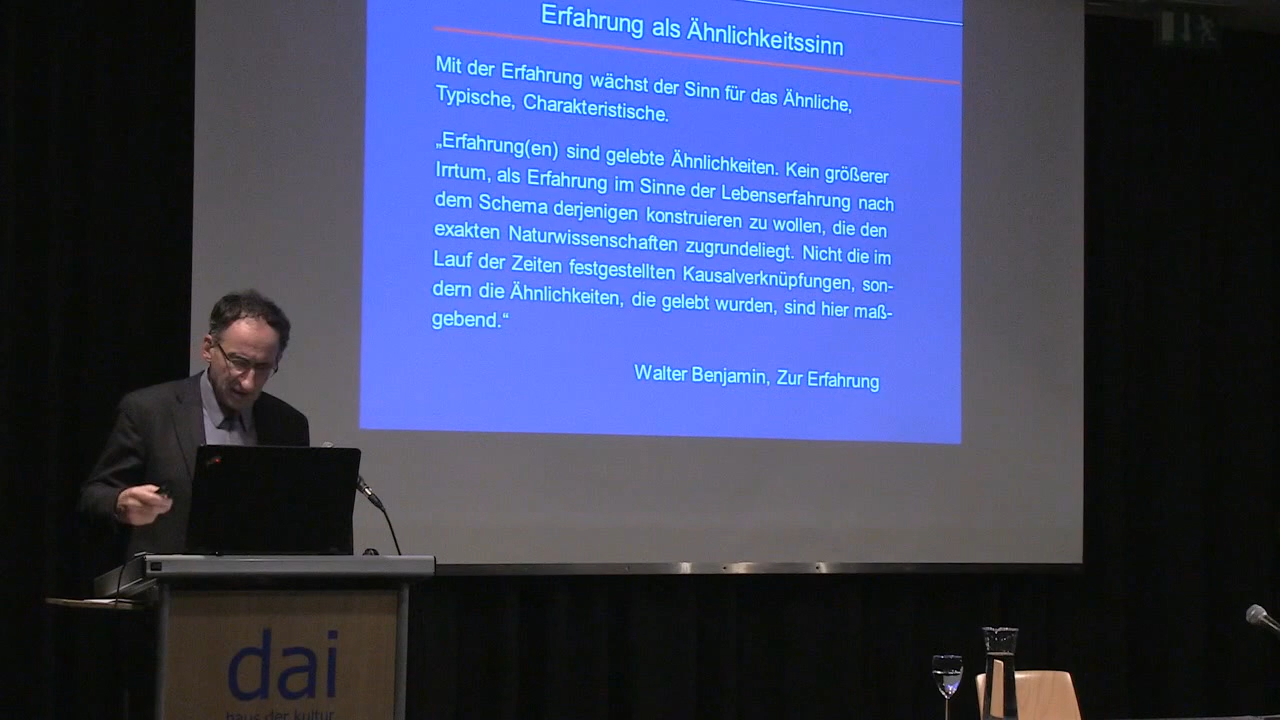 Erfahrung als Ähnlichkeitssinn
Mit der Erfahrung wächst der Sinn für das Ähnliche,
Typische, Charakteristische.
„Erfahrung(en) sind gelebte Ähnlichkeiten. Kein größerer
Irrtum, als Erfahrung im Sinne der Lebenserfahrung nach
dem Schema derjenigen konstruieren zu wollen, die den
exakten Naturwissenschaften zugrundeliegt. Nicht die im
Lauf der Zeiten festgestellten Kausalverknüpfungen, son-
dern die Ähnlichkeiten, die gelebt wurden, sind hier maß-
gebend.“
Walter Benjamin, Zur Erfahrung
dai
haus der kultur